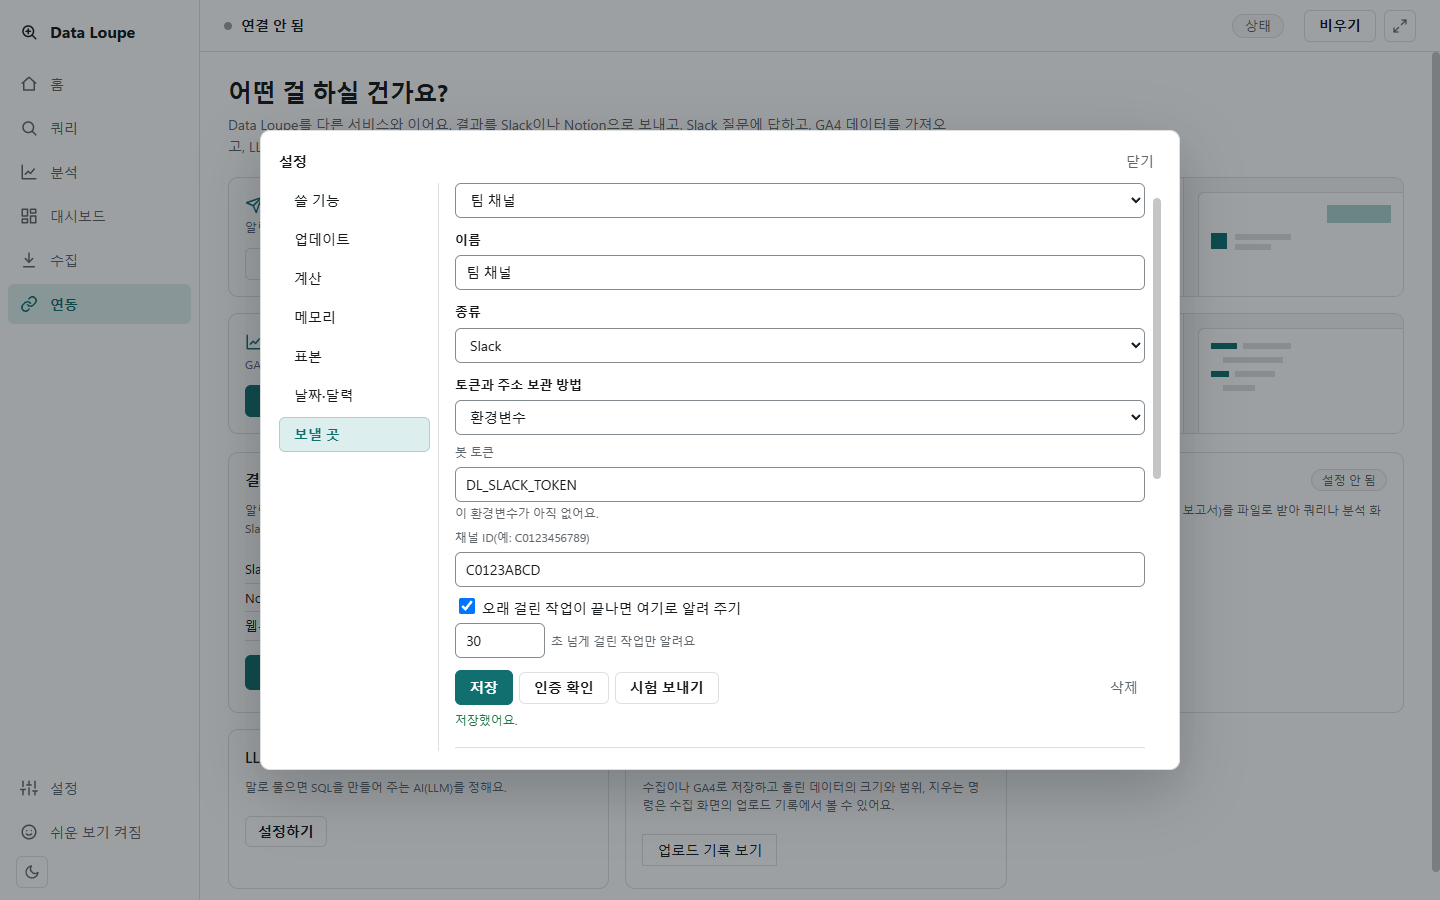 Data Loupe
홈
쿼리
분석
대시보드
수집
연동
설정
쉬운 보기 켜짐
연결 안 됨
상태
비우기
어떤 걸 하실 건가요?
Data Loupe를 다른 서비스와 이어요. 결과를 Slack이나 Notion으로 보내고, Slack 질문에 답하고, GA4 데이터를 가져오
고, LL
알
GA
결
알
Sla
Sla
No
웹
설정 안 됨
보고서)를 파일로 받아 쿼리나 분석 화
설정
닫기
쓸 기능
업데이트
계산
메모리
표본
날짜·달력
보낼 곳
팀 채널
이름
팀 채널
종류
Slack
토큰과 주소 보관 방법
환경변수
봇 토큰
DL_SLACK_TOKEN
이 환경변수가 아직 없어요.
채널 ID(예: C0123456789)
C0123ABCD
오래 걸린 작업이 끝나면 여기로 알려 주기
30 초 넘게 걸린 작업만 알려요
저장
인증 확인
시험 보내기
삭제
저장했어요.
LL
말로 물으면 SQL을 만들어 주는 AI(LLM)를 정해요.
설정하기
수집이나 GA4로 저장하고 올린 데이터의 크기와 범위, 지우는 명
령은 수집 화면의 업로드 기록에서 볼 수 있어요.
업로드 기록 보기